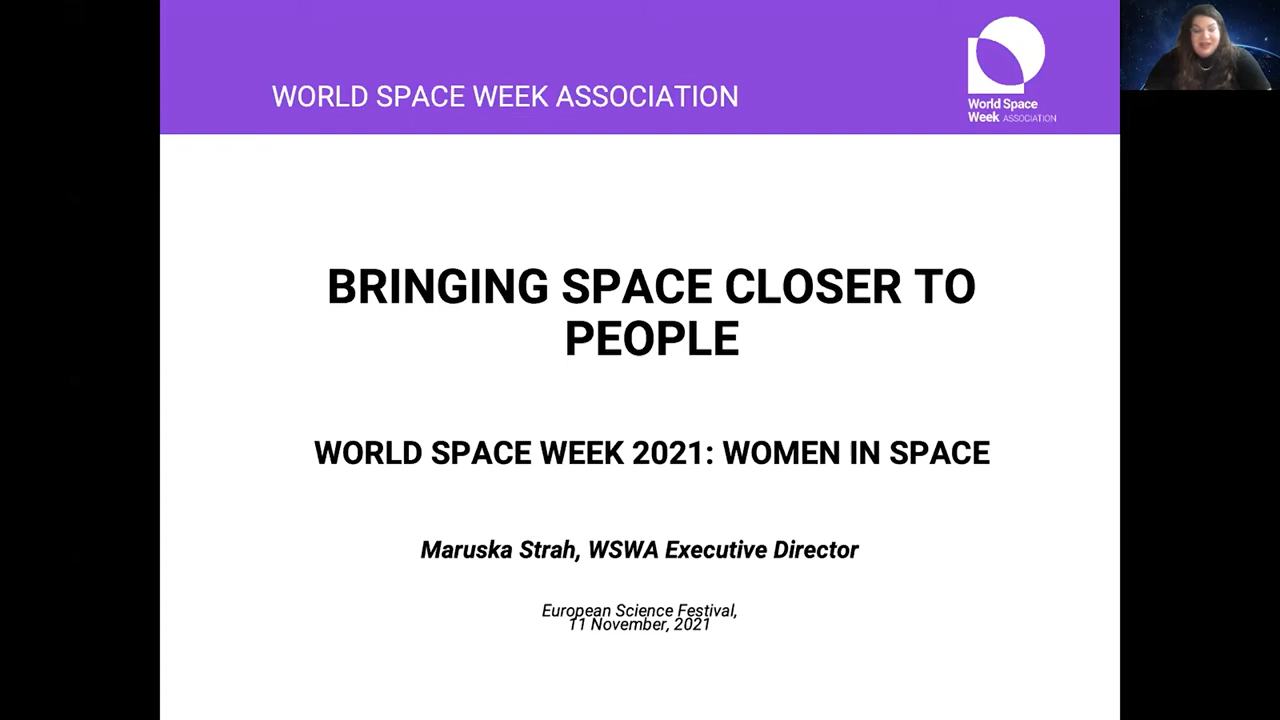 WORLD SPACE WEEK ASSOCIATION
World Space
Week ASSOCIATION
BRINGING SPACE CLOSER TO
PEOPLE
WORLD SPACE WEEK 2021: WOMEN IN SPACE
Maruska Strah, WSWA Executive Director
European Science Festival,
11 November, 2021